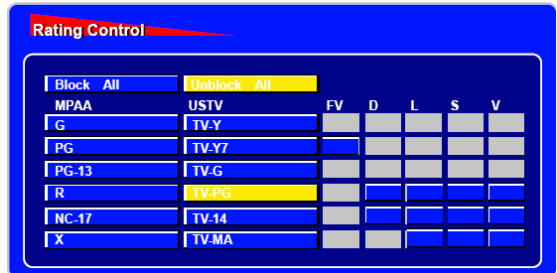 Rating Control
Block All Unblock All
MPAA USTV FV D L S V
G TV-Y
PG TV-Y7
PG-13 TV-G
R TV-PG
NC-17 TV-14
X TV-MA